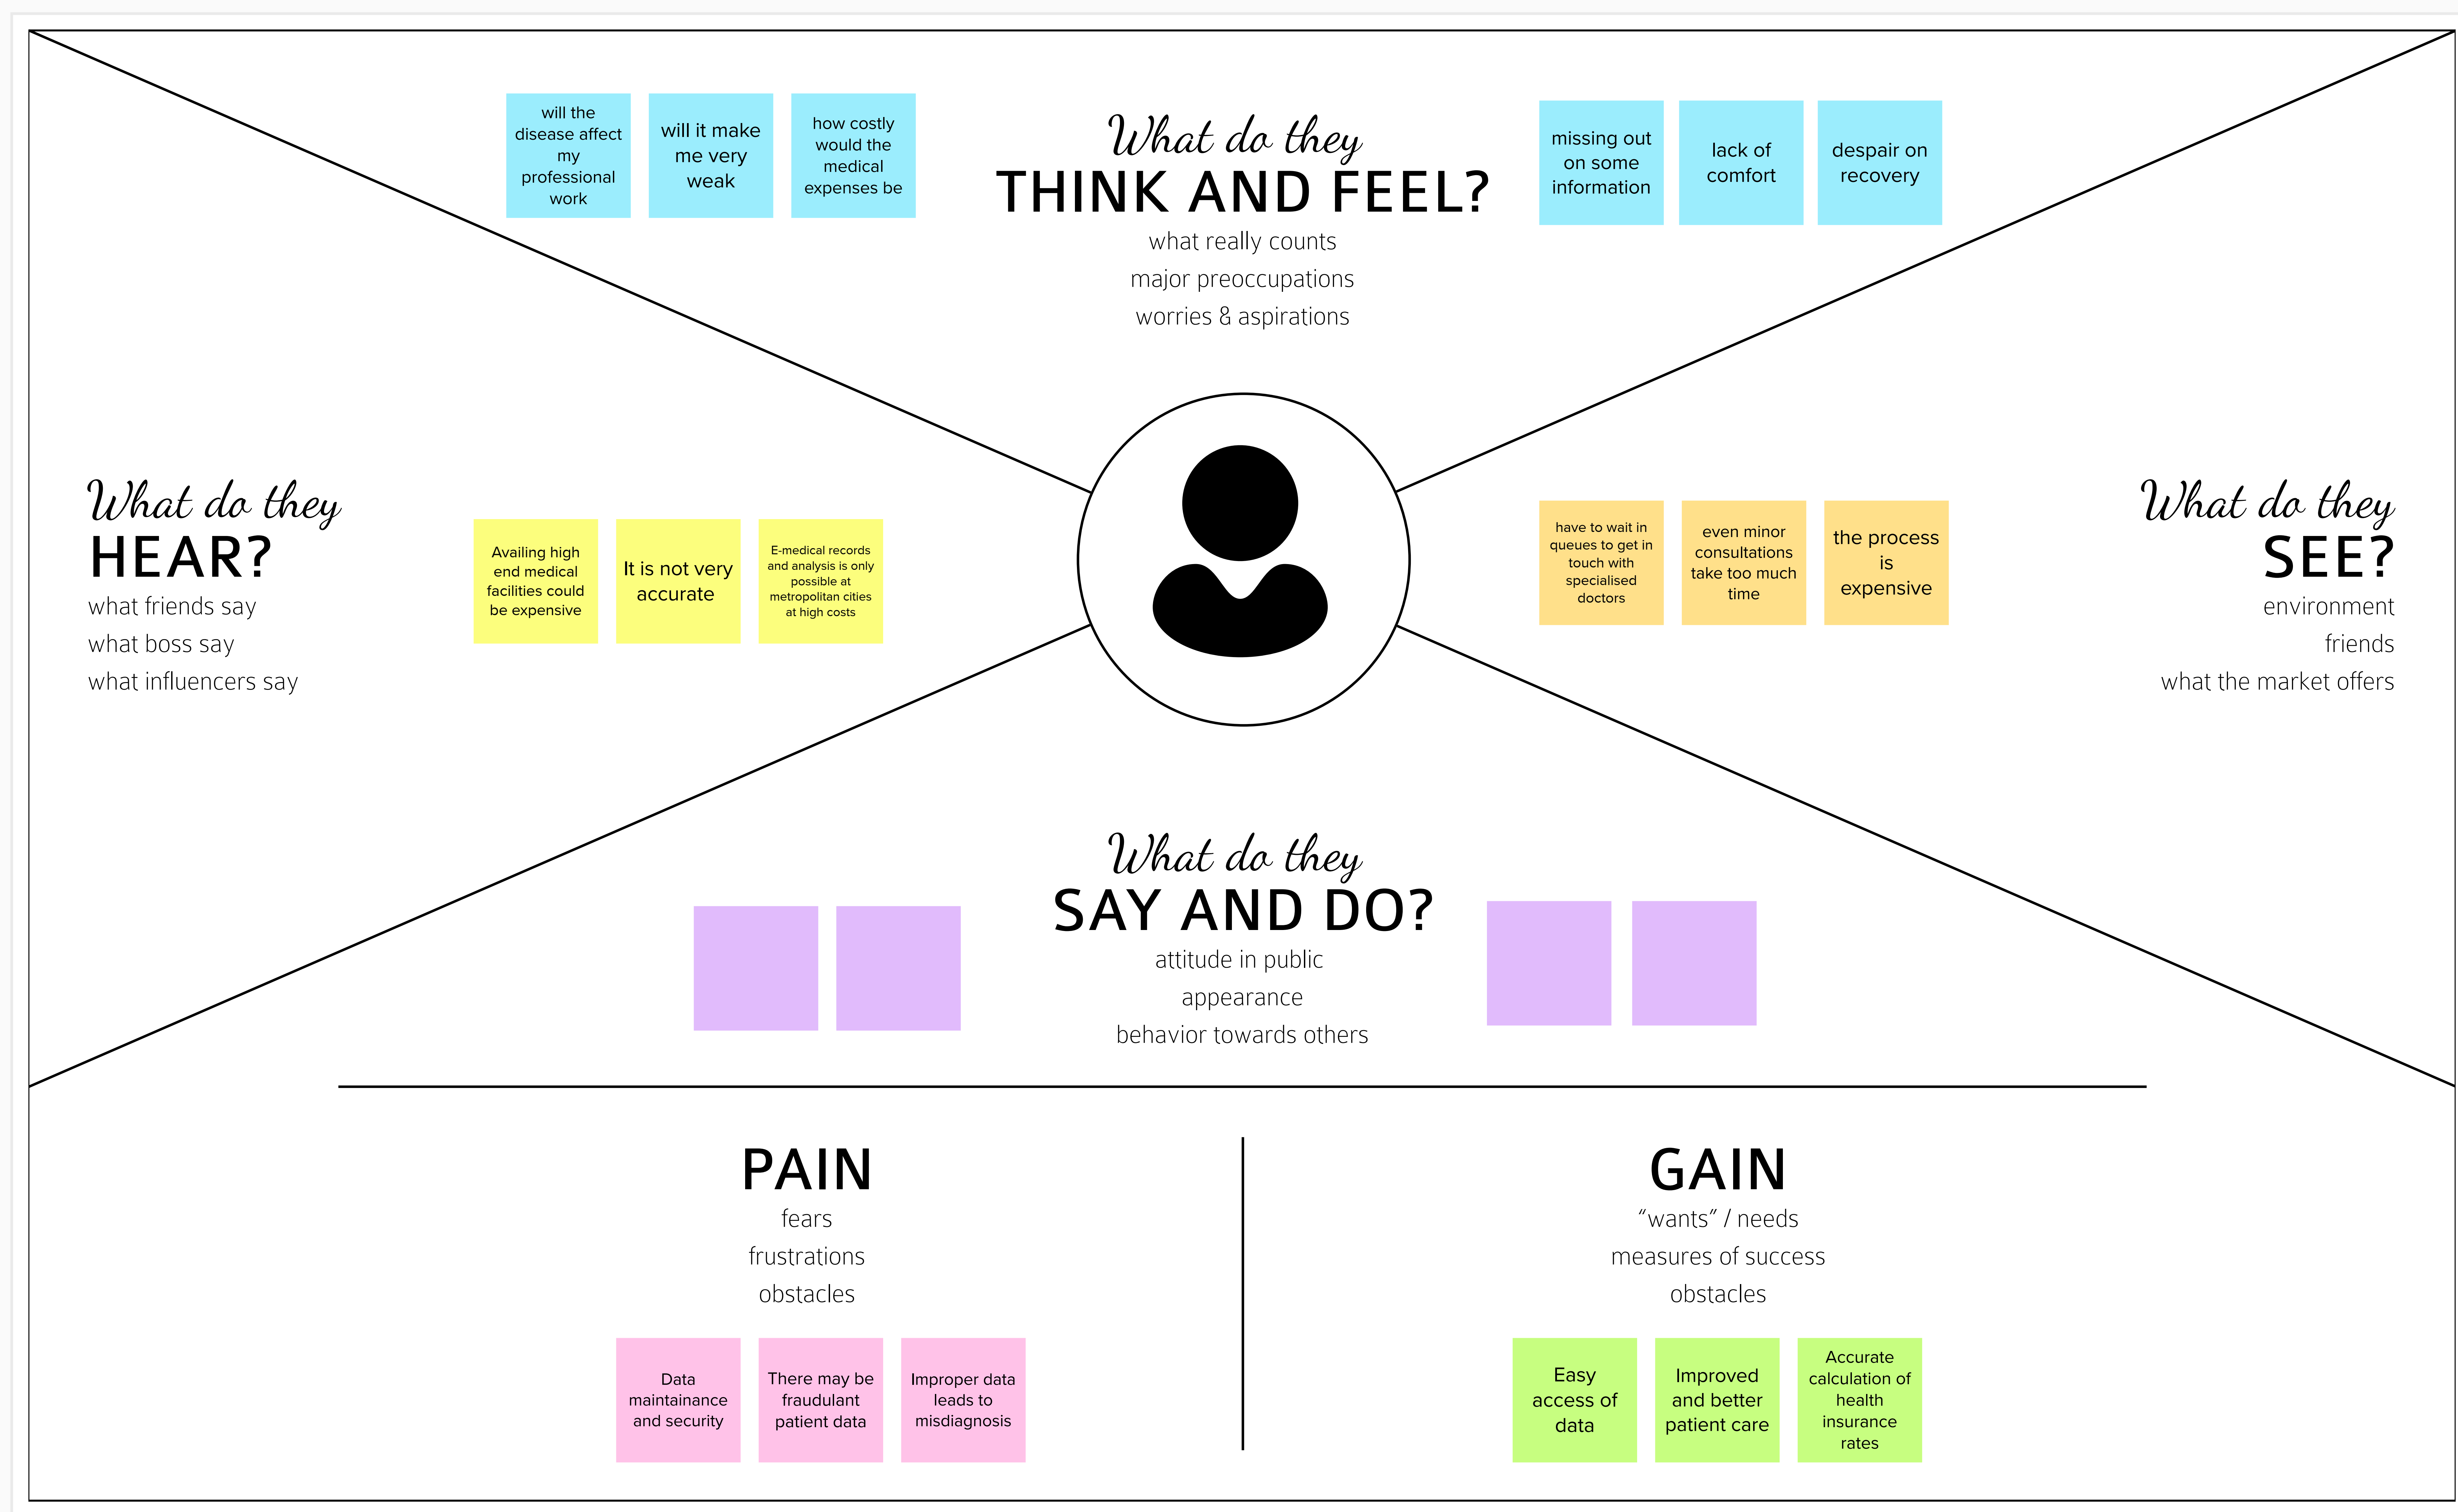 will the
disease affect
my
professional
work
will it make
me very
weak
how costly
would the
medical
expenses be
What do they
THINK AND FEEL?
what really counts
major preoccupations
worries & aspirations
missing out
on some
information
lack of
comfort
despair on
recovery
What do they
HEAR?
what friends say
what boss say
what influencers say
Availing high
end medical
facilities could
be expensive
It is not very
accurate
E-medical records
and analysis is only
possible at
metropolitan cities
at high costs
have to wait in
queues to get in
touch with
specialised
doctors
even minor
consultations
take too much
time
the process
is
expensive
What do they
SEE?
environment
friends
what the market offers
What do they
SAY AND DO?
attitude in public
appearance
behavior towards others
PAIN
fears
frustrations
obstacles
Data
maintainance
and security
There may be
fraudulant
patient data
Improper data
leads to
misdiagnosis
GAIN
“wants” / needs
measures of success
obstacles
Easy
access of
data
Improved
and better
patient care
Accurate
calculation of
health
insurance
rates